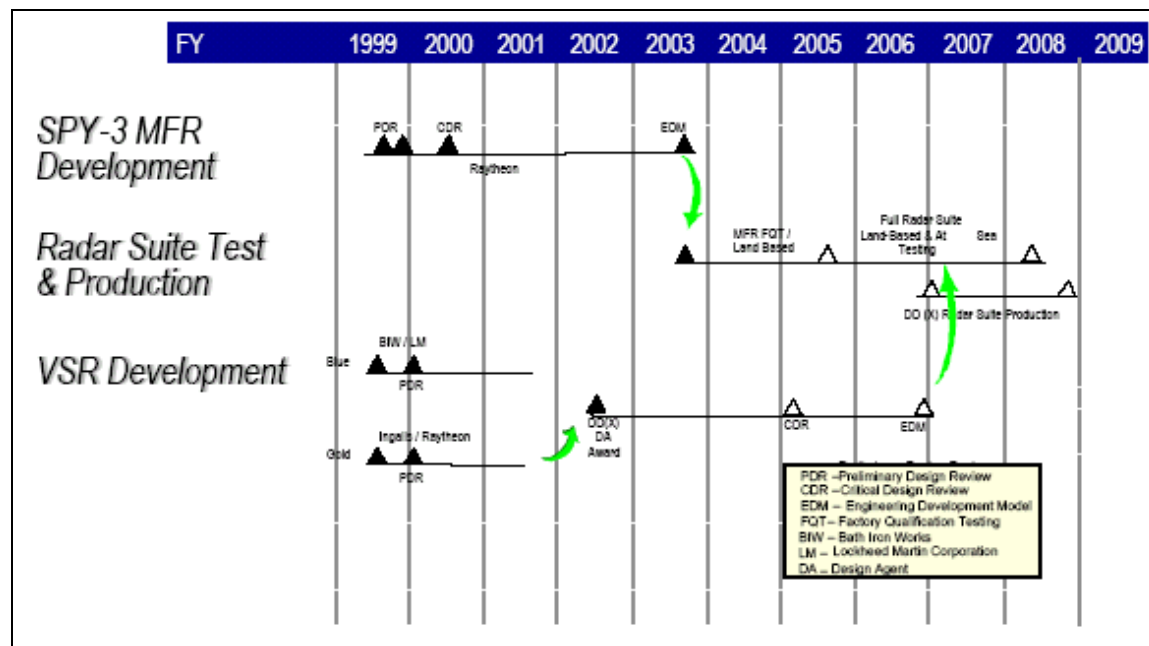 FY 1999 2000 2001 2002 2003 2004 2005 2006 2007 2008 2009
SPY-3 MFR
Development
PDR CDR EDM
Raytheon
Radar Suite Test
& Production
MFR FQT /
Land Based
Full Radar Suite
Land-Based & At Sea
Testing
DD (X) Radar Suite Production
VSR Development
Blue
BIW / LM
PDR
DD(X)
DA
Award
CDR
EDM
Gold
Ingalls / Raytheon
PDR
PDR –Preliminary Design Review
CDR –Critical Design Review
EDM – Engineering Development Model
FQT– Factory Qualification Testing
BIW – Bath Iron Works
LM – Lockheed Martin Corporation
DA – Design Agent